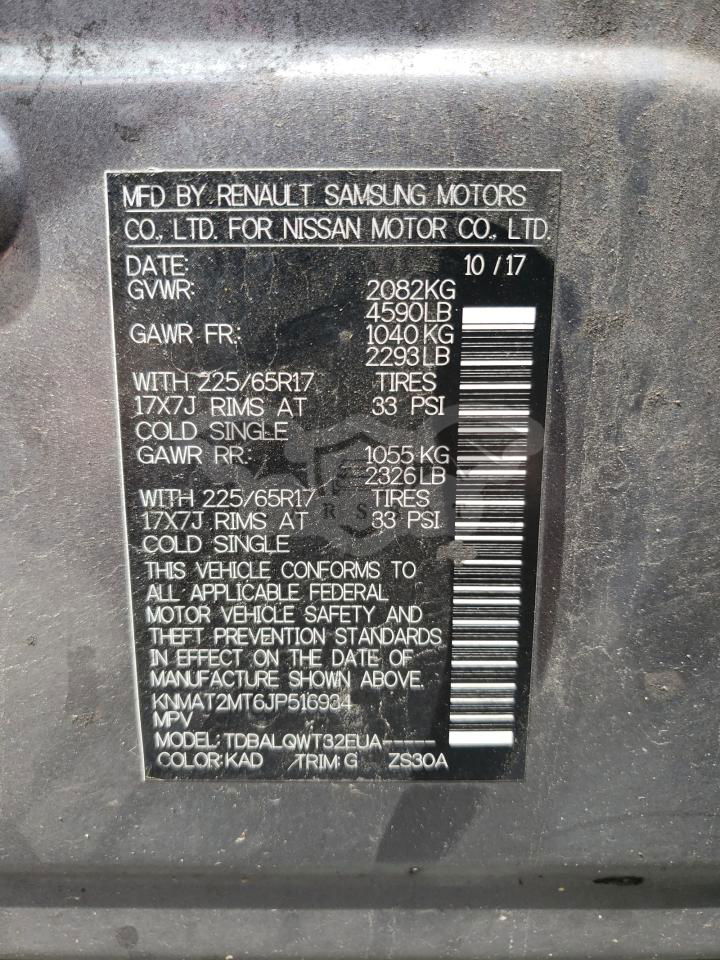 MFD BY RENAULT SAMSUNG MOTORS
CO., LTD. FOR NISSAN MOTOR CO., LTD.
DATE: 10 / 17
GVWR: 2082KG
4590LB
GAWR FR.: 1040KG
2293LB
WITH 225/65R17 TIRES
17X7J RIMS AT 33 PSI
COLD SINGLE
GAWR RR.: 1055KG
2326LB
WITH 225/65R17 TIRES
17X7J RIMS AT 33 PSI
COLD SINGLE
THIS VEHICLE CONFORMS TO
ALL APPLICABLE FEDERAL
MOTOR VEHICLE SAFETY AND
THEFT PREVENTION STANDARDS
IN EFFECT ON THE DATE OF
MANUFACTURE SHOWN ABOVE.
KNMAT2MT6JP516934
MPV
MODEL: TDBALQWT32EUA-----
COLOR: KAD TRIM: G ZS30A